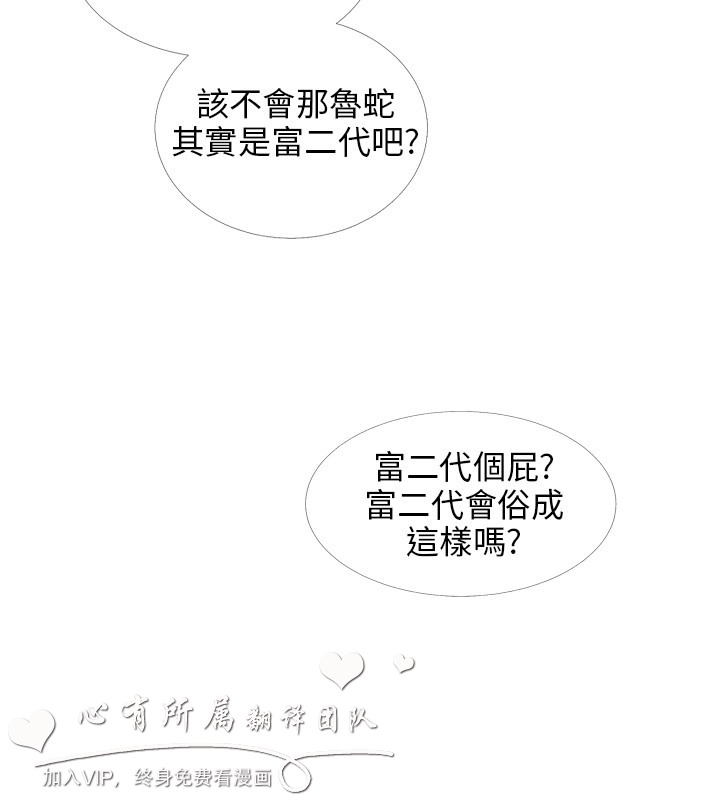 該不會那魯蛇
其實是富二代吧?
富二代個屁?
富二代會俗成
這樣嗎?
心有所属翻译团队
加入VIP，终身免费看漫画